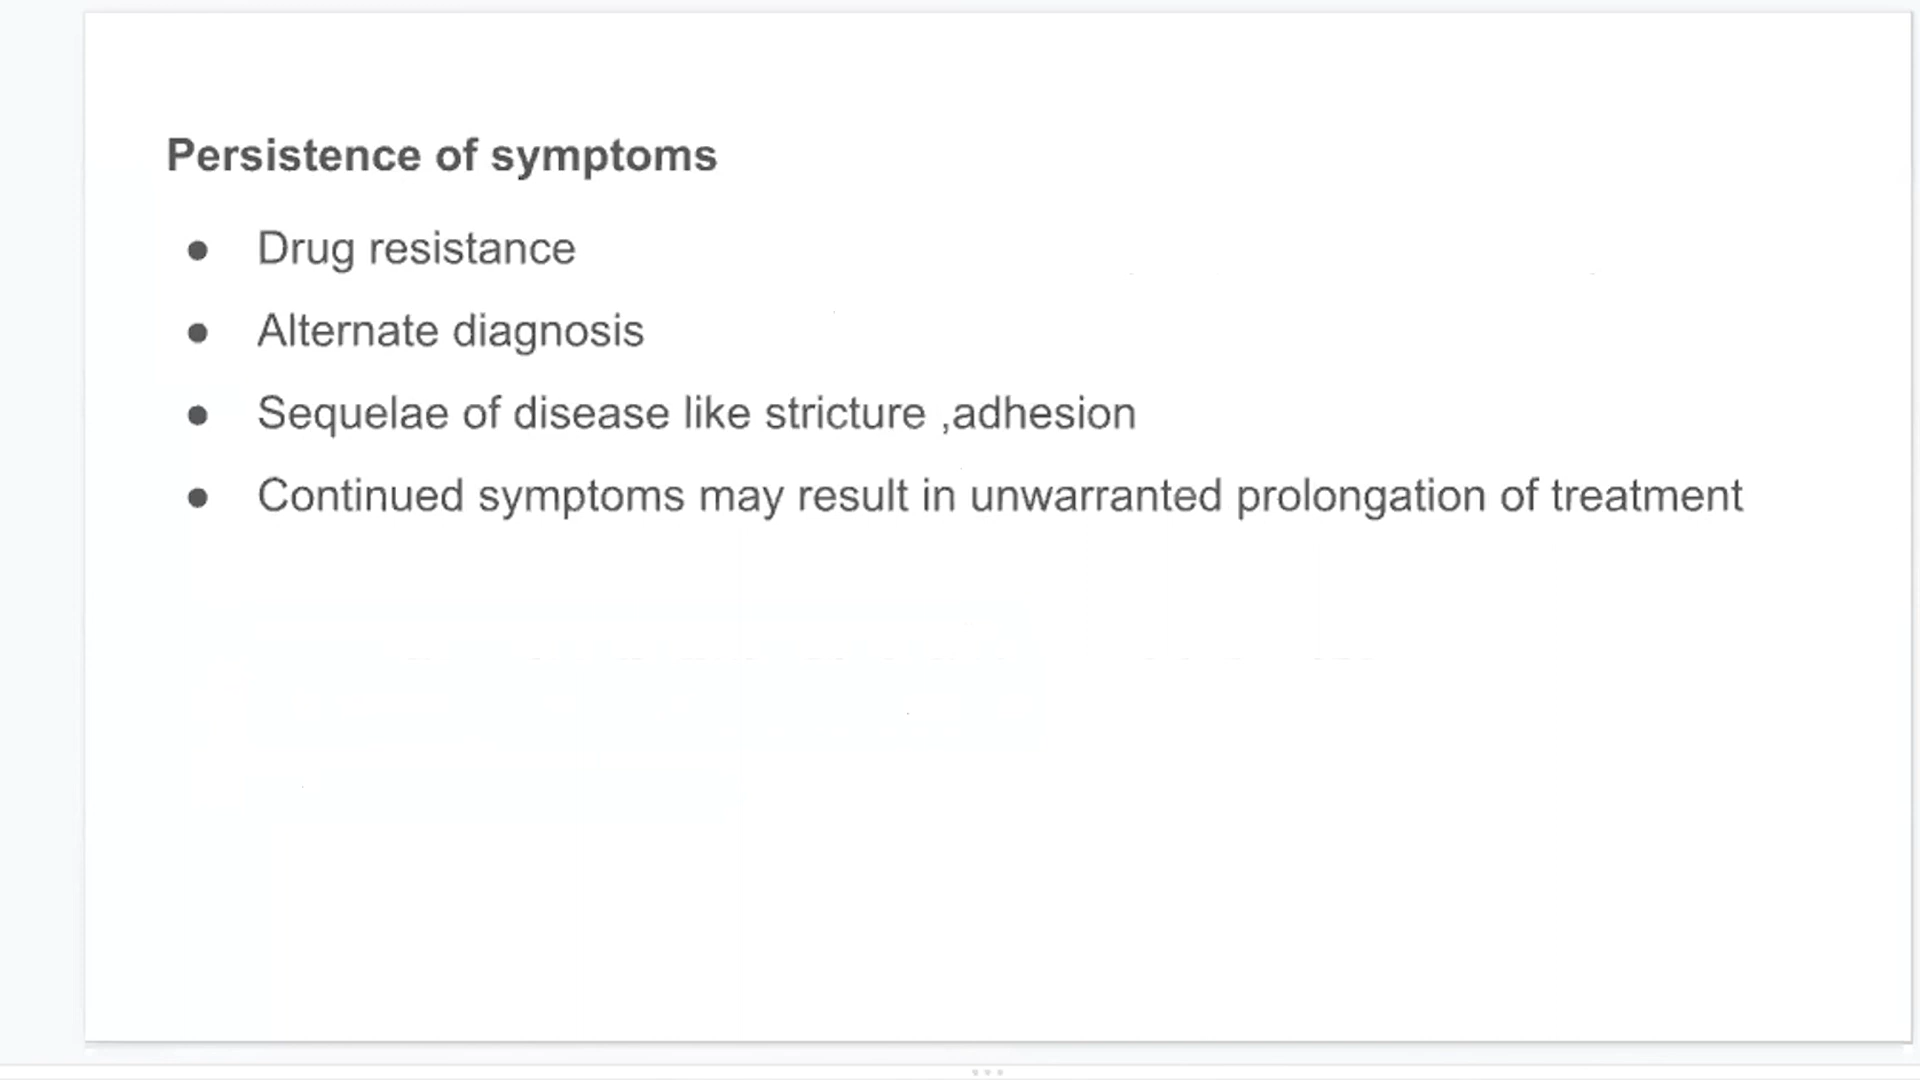 Persistence of symptoms
● Drug resistance
● Alternate diagnosis
● Sequelae of disease like stricture ,adhesion
● Continued symptoms may result in unwarranted prolongation of treatment